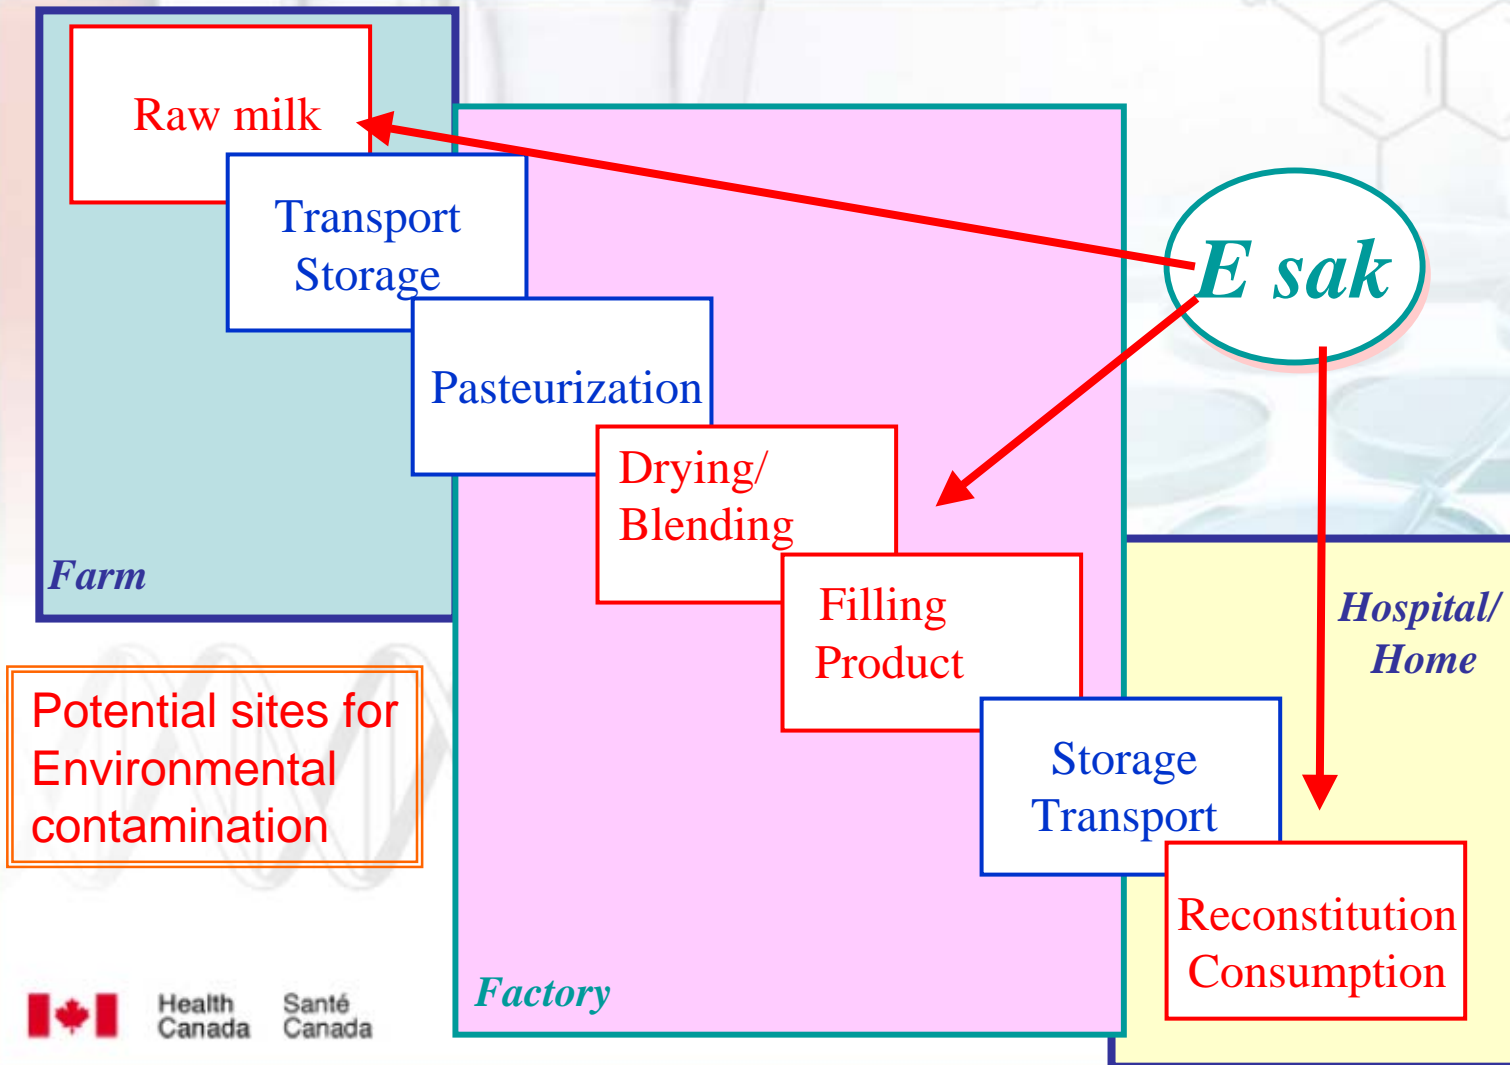 Raw milk
Transport
Storage
Pasteurization
Drying/
Blending
Filling
Product
Storage
Transport
Reconstitution
Consumption
E sak
Farm
Factory
Hospital/
Home
Potential sites for
Environmental
contamination
Health Santé
Canada Canada